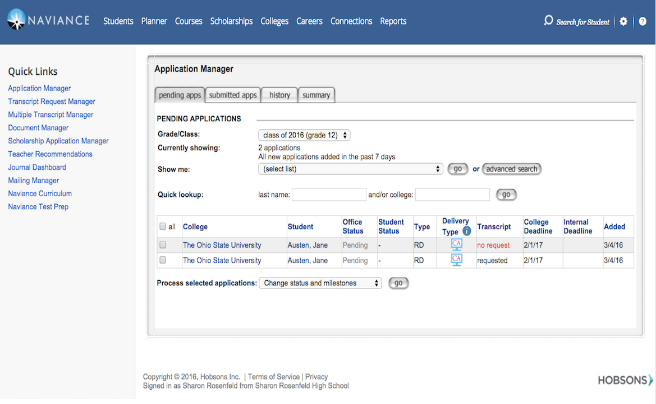 NAVIANCE Students Planner Courses Scholarships Colleges Careers Connections Reports Search for Student
Quick Links
Application Manager
Transcript Request Manager
Multiple Transcript Manager
Document Manager
Scholarship Application Manager
Teacher Recommendations
Journal Dashboard
Mailing Manager
Naviance Curriculum
Naviance Test Prep
Application Manager
pending apps submitted apps history summary
PENDING APPLICATIONS
Grade/Class: class of 2016 (grade 12)
Currently showing: 2 applications
All new applications added in the past 7 days
Show me: (select list) go or advanced search
Quick lookup: last name: and/or college: go
all College Student Office Status Student Status Type Delivery Type Transcript College Deadline Internal Deadline Added
The Ohio State University Austen, Jane Pending - RD CA no request 2/1/17 3/4/16
The Ohio State University Austen, Jane Pending - RD CA requested 2/1/17 3/4/16
Process selected applications: Change status and milestones go
Copyright © 2016, Hobsons Inc. | Terms of Service | Privacy
Signed in as Sharon Rosenfeld from Sharon Rosenfeld High School
HOBSONS